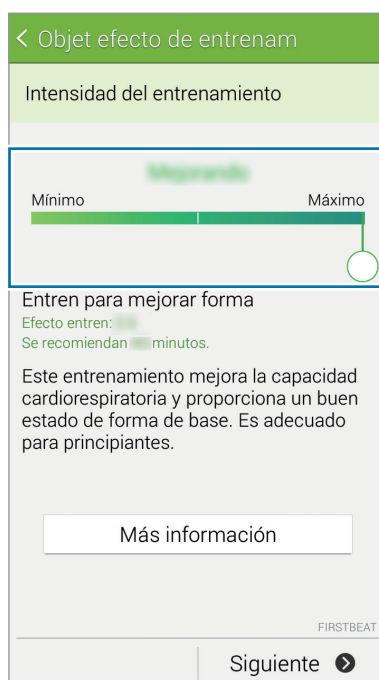 Objet efecto de entrenam
Intensidad del entrenamiento
Mínimo Máximo
Entren para mejorar forma
Efecto entren:
Se recomiendan minutos.
Este entrenamiento mejora la capacidad
cardiorespiratoria y proporciona un buen
estado de forma de base. Es adecuado
para principiantes.
Más información
FIRSTBEAT
Siguiente